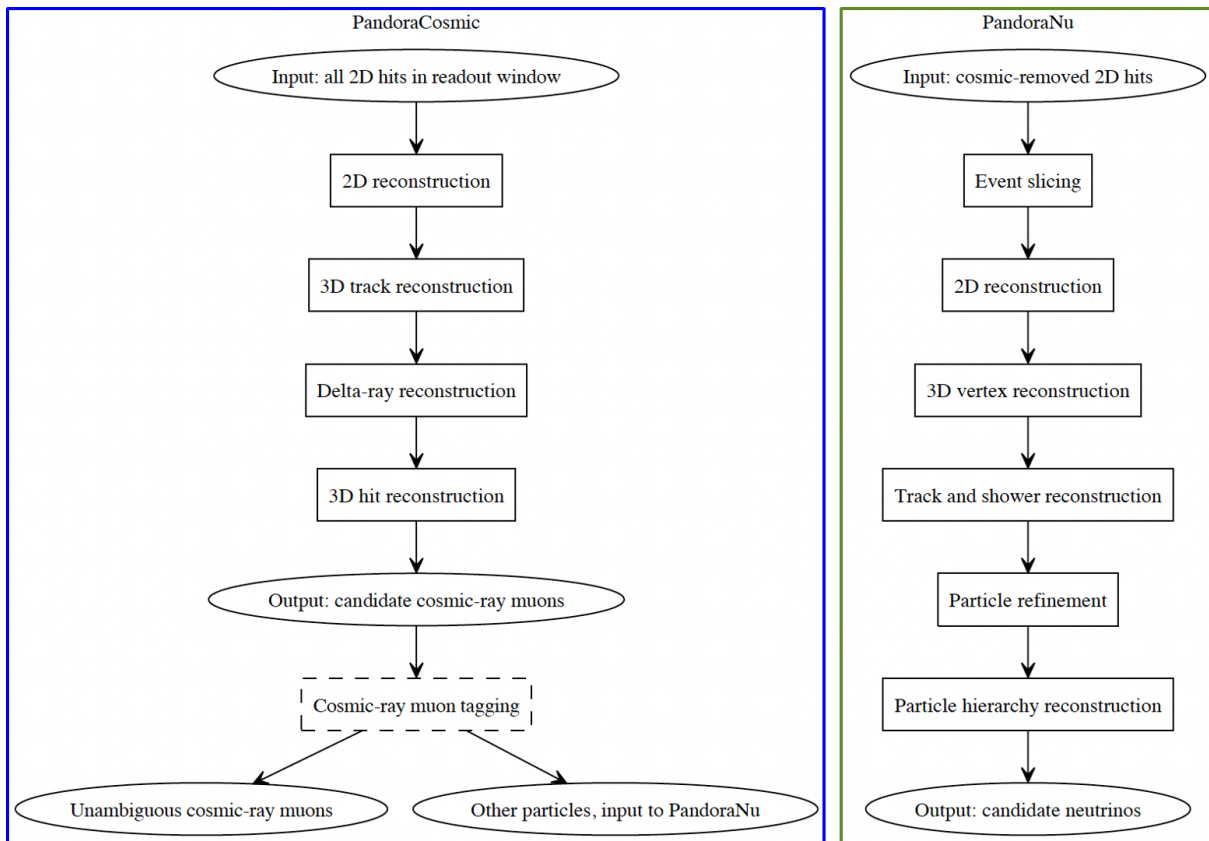 PandoraCosmic
Input: all 2D hits in readout window
2D reconstruction
3D track reconstruction
Delta-ray reconstruction
3D hit reconstruction
Output: candidate cosmic-ray muons
Cosmic-ray muon tagging
Unambiguous cosmic-ray muons
Other particles, input to PandoraNu
PandoraNu
Input: cosmic-removed 2D hits
Event slicing
2D reconstruction
3D vertex reconstruction
Track and shower reconstruction
Particle refinement
Particle hierarchy reconstruction
Output: candidate neutrinos